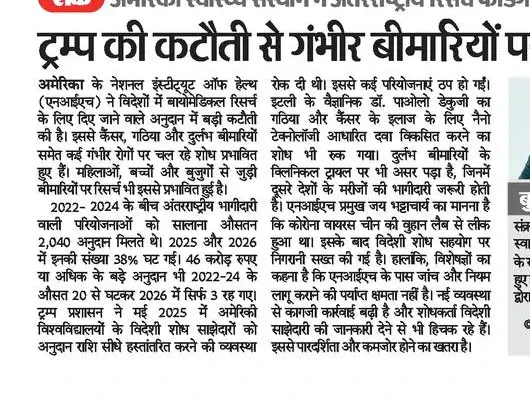 ट्रम्प की कटौती से गंभीर बीमारियों प
अमेरिका के नेशनल इंस्टीट्यूट ऑफ हेल्थ
(एनआईएच) ने विदेशों में बायोमेडिकल रिसर्च
के लिए दिए जाने वाले अनुदान में बड़ी कटौती
की है। इससे कैंसर, गठिया और दुर्लभ बीमारियों
समेत कई गंभीर रोगों पर चल रहे शोध प्रभावित
हुए हैं। महिलाओं, बच्चों और बुजुर्गों से जुड़ी
बीमारियों पर रिसर्च भी इससे प्रभावित हुई है।
2022- 2024 के बीच अंतरराष्ट्रीय भागीदारी
वाली परियोजनाओं को सालाना औसतन
2,040 अनुदान मिलते थे। 2025 और 2026
में इनकी संख्या 38% घट गई। 46 करोड़ रुपए
या अधिक के बड़े अनुदान भी 2022-24 के
औसत 20 से घटकर 2026 में सिर्फ 3 रह गए।
ट्रम्प प्रशासन ने मई 2025 में अमेरिकी
विश्वविद्यालयों के विदेशी शोध साझेदारों को
अनुदान राशि सीधे हस्तांतरित करने की व्यवस्था
रोक दी थी। इससे कई परियोजनाएं ठप हो गईं।
इटली के वैज्ञानिक डॉ. पाओलो डेकुजी का
गठिया और कैंसर के इलाज के लिए नैनो
टेक्नोलॉजी आधारित दवा विकसित करने का
शोध भी रुक गया। दुर्लभ बीमारियों के
क्लिनिकल ट्रायल पर भी असर पड़ा है, जिनमें
दूसरे देशों के मरीजों की भागीदारी जरूरी होती
है। एनआईएच प्रमुख जय भट्टाचार्य का मानना है
कि कोरोना वायरस चीन की वुहान लैब से लीक
हुआ था। इसके बाद विदेशी शोध सहयोग पर
निगरानी सख्त की गई है। हालांकि, विशेषज्ञों का
कहना है कि एनआईएच के पास जांच और नियम
लागू कराने की पर्याप्त क्षमता नहीं है। नई व्यवस्था
से कागजी कार्रवाई बढ़ी है और शोधकर्ता विदेशी
साझेदारी की जानकारी देने से भी हिचक रहे हैं।
इससे पारदर्शिता और कमजोर होने का खतरा है।